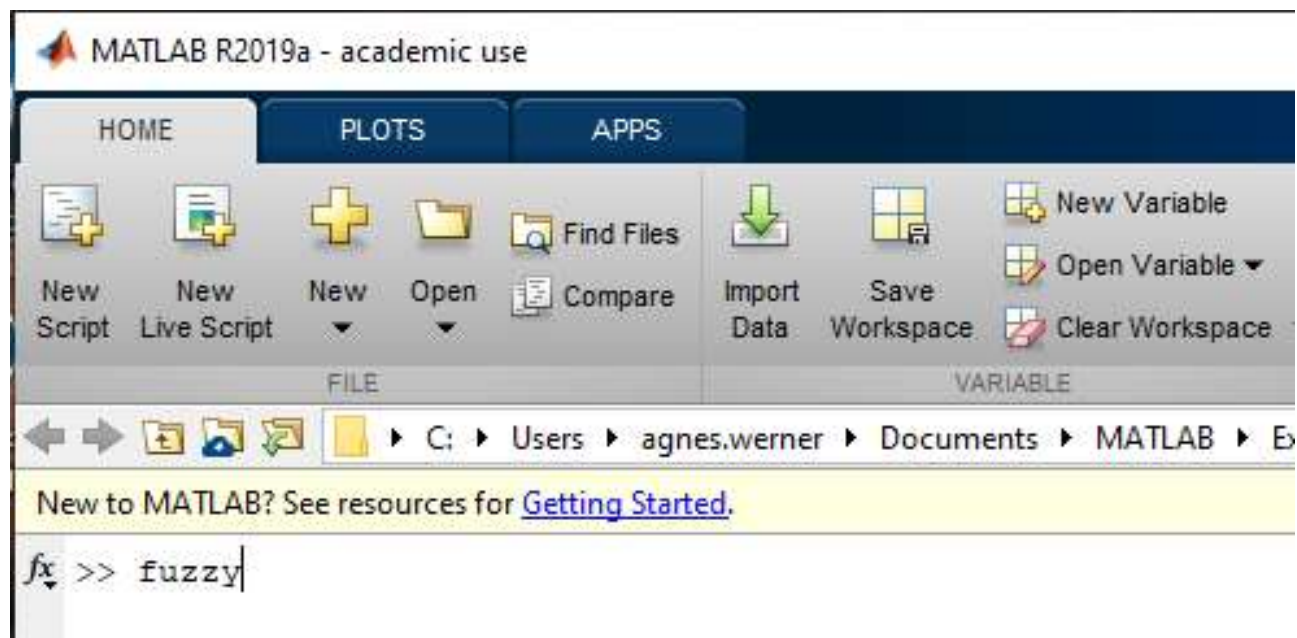 MATLAB R2019a - academic use
HOME PLOTS APPS
New Script
New Live Script
New
Open
Find Files
Compare
Import Data
Save Workspace
New Variable
Open Variable
Clear Workspace
FILE VARIABLE
C: Users agnes.werner Documents MATLAB
New to MATLAB? See resources for Getting Started.
fx >> fuzzy